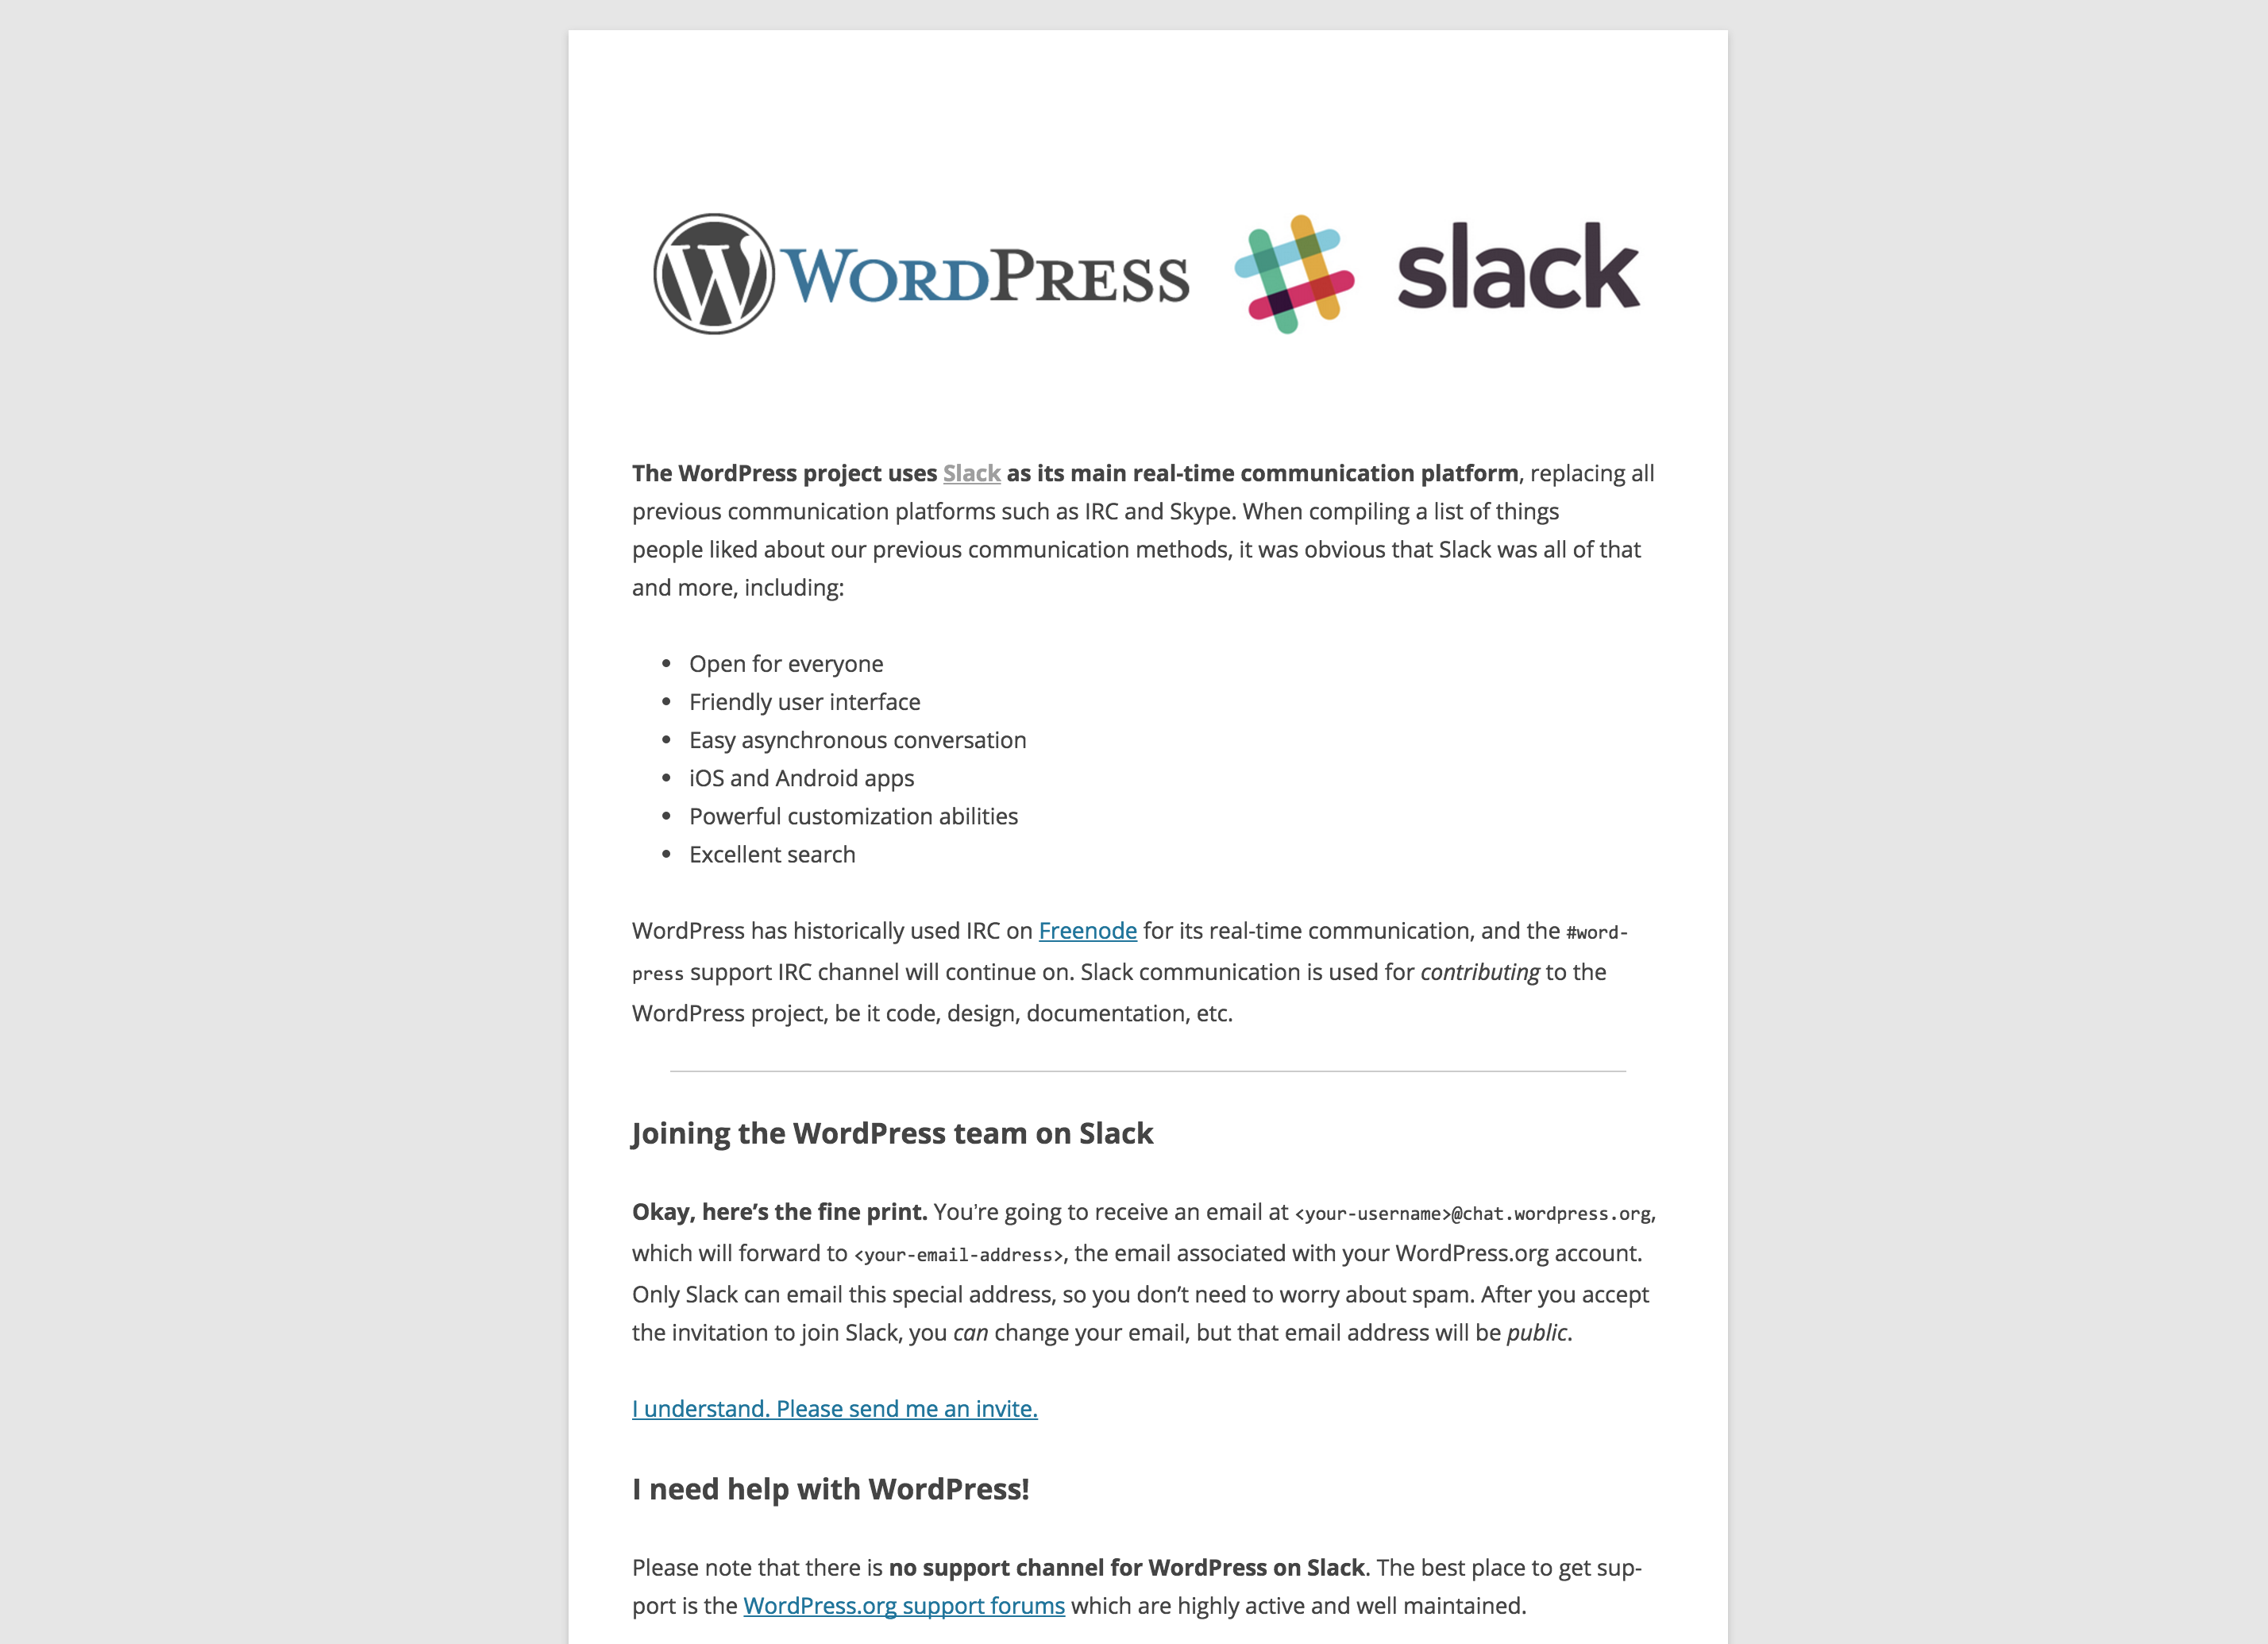 WORDPRESS slack
The WordPress project uses Slack as its main real-time communication platform, replacing all
previous communication platforms such as IRC and Skype. When compiling a list of things
people liked about our previous communication methods, it was obvious that Slack was all of that
and more, including:
• Open for everyone
• Friendly user interface
• Easy asynchronous conversation
• iOS and Android apps
• Powerful customization abilities
• Excellent search
WordPress has historically used IRC on Freenode for its real-time communication, and the #word-
press support IRC channel will continue on. Slack communication is used for contributing to the
WordPress project, be it code, design, documentation, etc.
Joining the WordPress team on Slack
Okay, here’s the fine print. You’re going to receive an email at <your-username>@chat.wordpress.org,
which will forward to <your-email-address>, the email associated with your WordPress.org account.
Only Slack can email this special address, so you don’t need to worry about spam. After you accept
the invitation to join Slack, you can change your email, but that email address will be public.
I understand. Please send me an invite.
I need help with WordPress!
Please note that there is no support channel for WordPress on Slack. The best place to get sup-
port is the WordPress.org support forums which are highly active and well maintained.